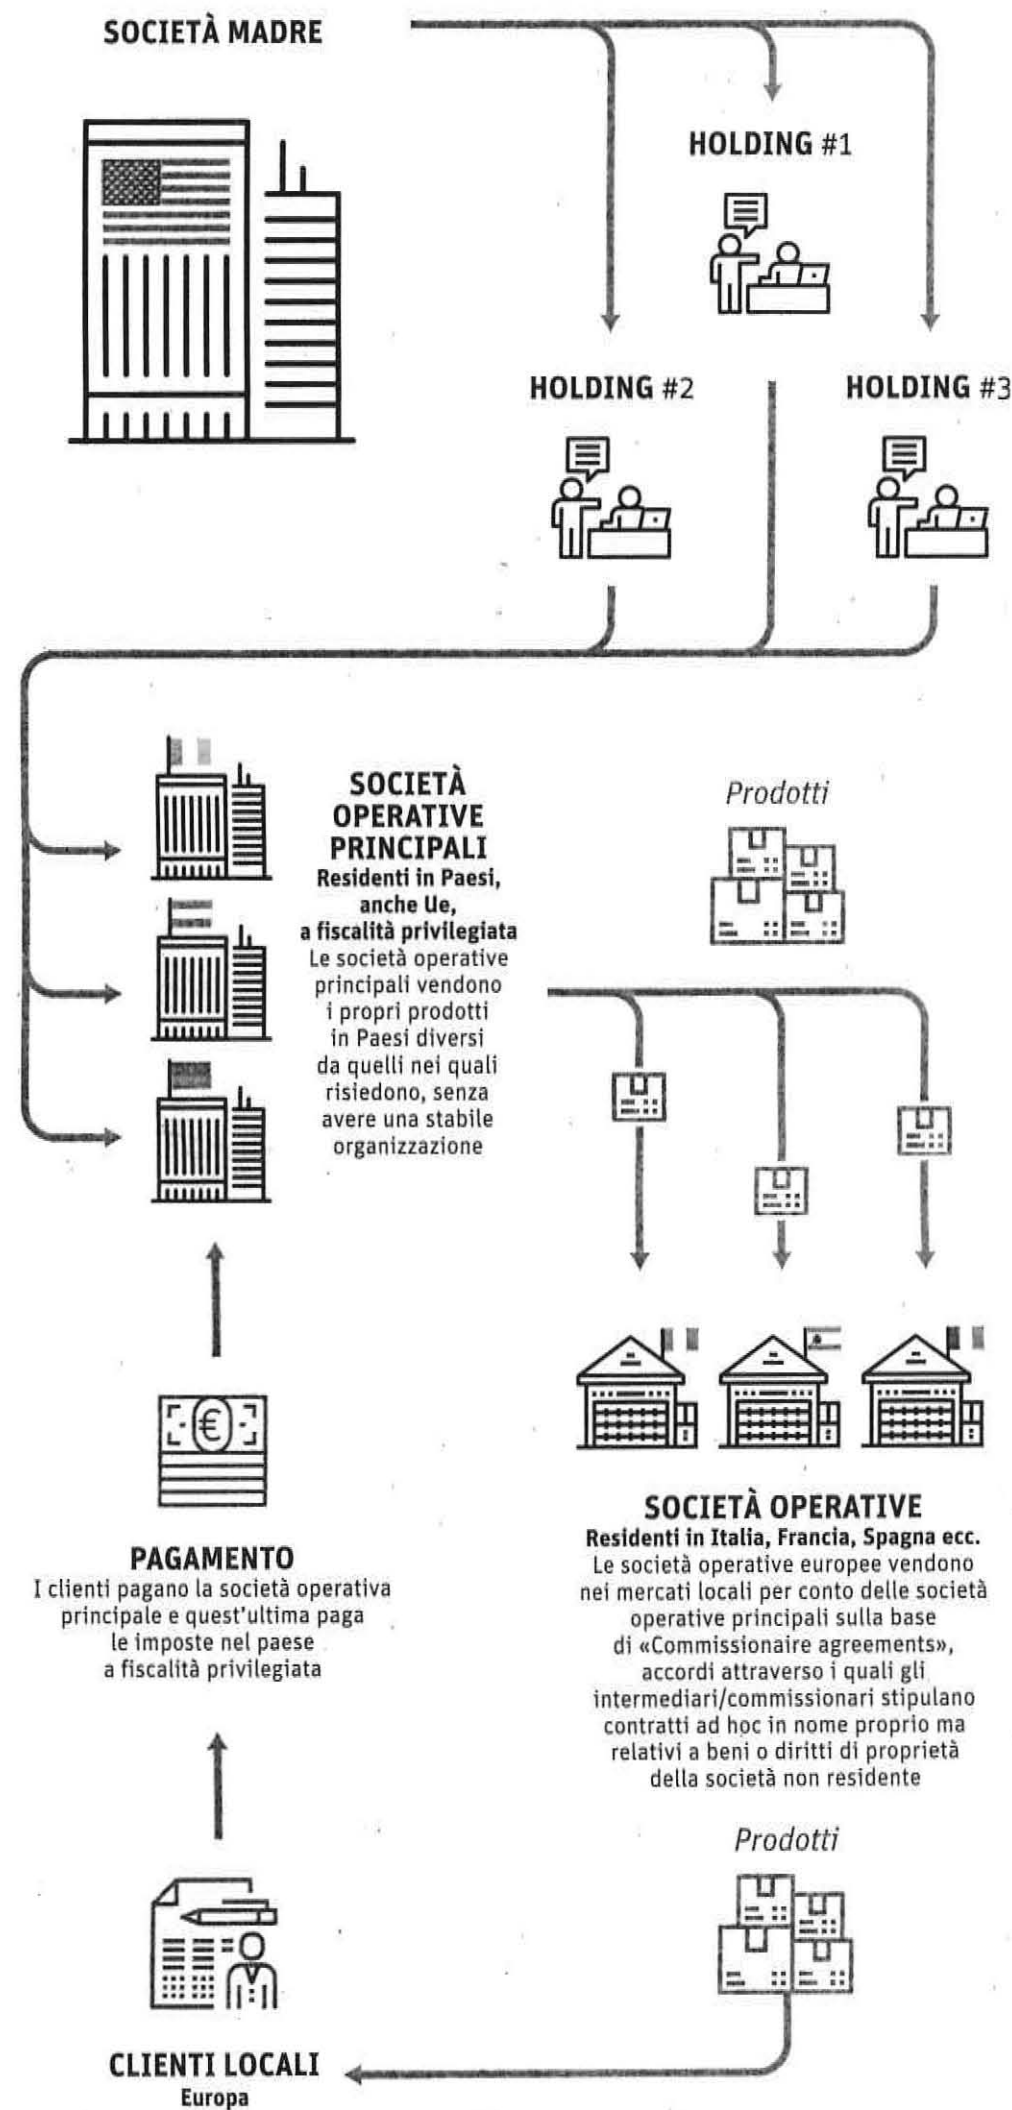 SOCIETÀ MADRE
HOLDING #1
HOLDING #2
HOLDING #3
SOCIETÀ
OPERATIVE
PRINCIPALI
Residenti in Paesi,
anche Ue,
a fiscalità privilegiata
Le società operative
principali vendono
i propri prodotti
in Paesi diversi
da quelli nei quali
risiedono, senza
avere una stabile
organizzazione
Prodotti
€
PAGAMENTO
I clienti pagano la società operativa
principale e quest'ultima paga
le imposte nel paese
a fiscalità privilegiata
SOCIETÀ OPERATIVE
Residenti in Italia, Francia, Spagna ecc.
Le società operative europee vendono
nei mercati locali per conto delle società
operative principali sulla base
di «Commissionaire agreements»,
accordi attraverso i quali gli
intermediari/commissionari stipulano
contratti ad hoc in nome proprio ma
relativi a beni o diritti di proprietà
della società non residente
Prodotti
CLIENTI LOCALI
Europa